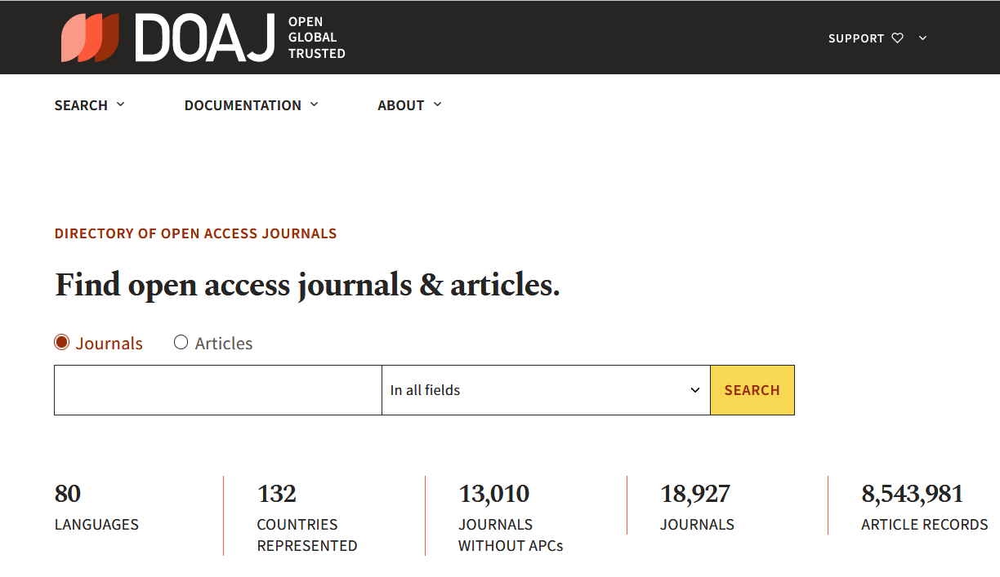 DOAJ
OPEN
GLOBAL
TRUSTED
SUPPORT
SEARCH
DOCUMENTATION
ABOUT
DIRECTORY OF OPEN ACCESS JOURNALS
Find open access journals & articles.
Journals
Articles
In all fields
SEARCH
80
LANGUAGES
132
COUNTRIES
REPRESENTED
13,010
JOURNALS
WITHOUT APCs
18,927
JOURNALS
8,543,981
ARTICLE RECORDS